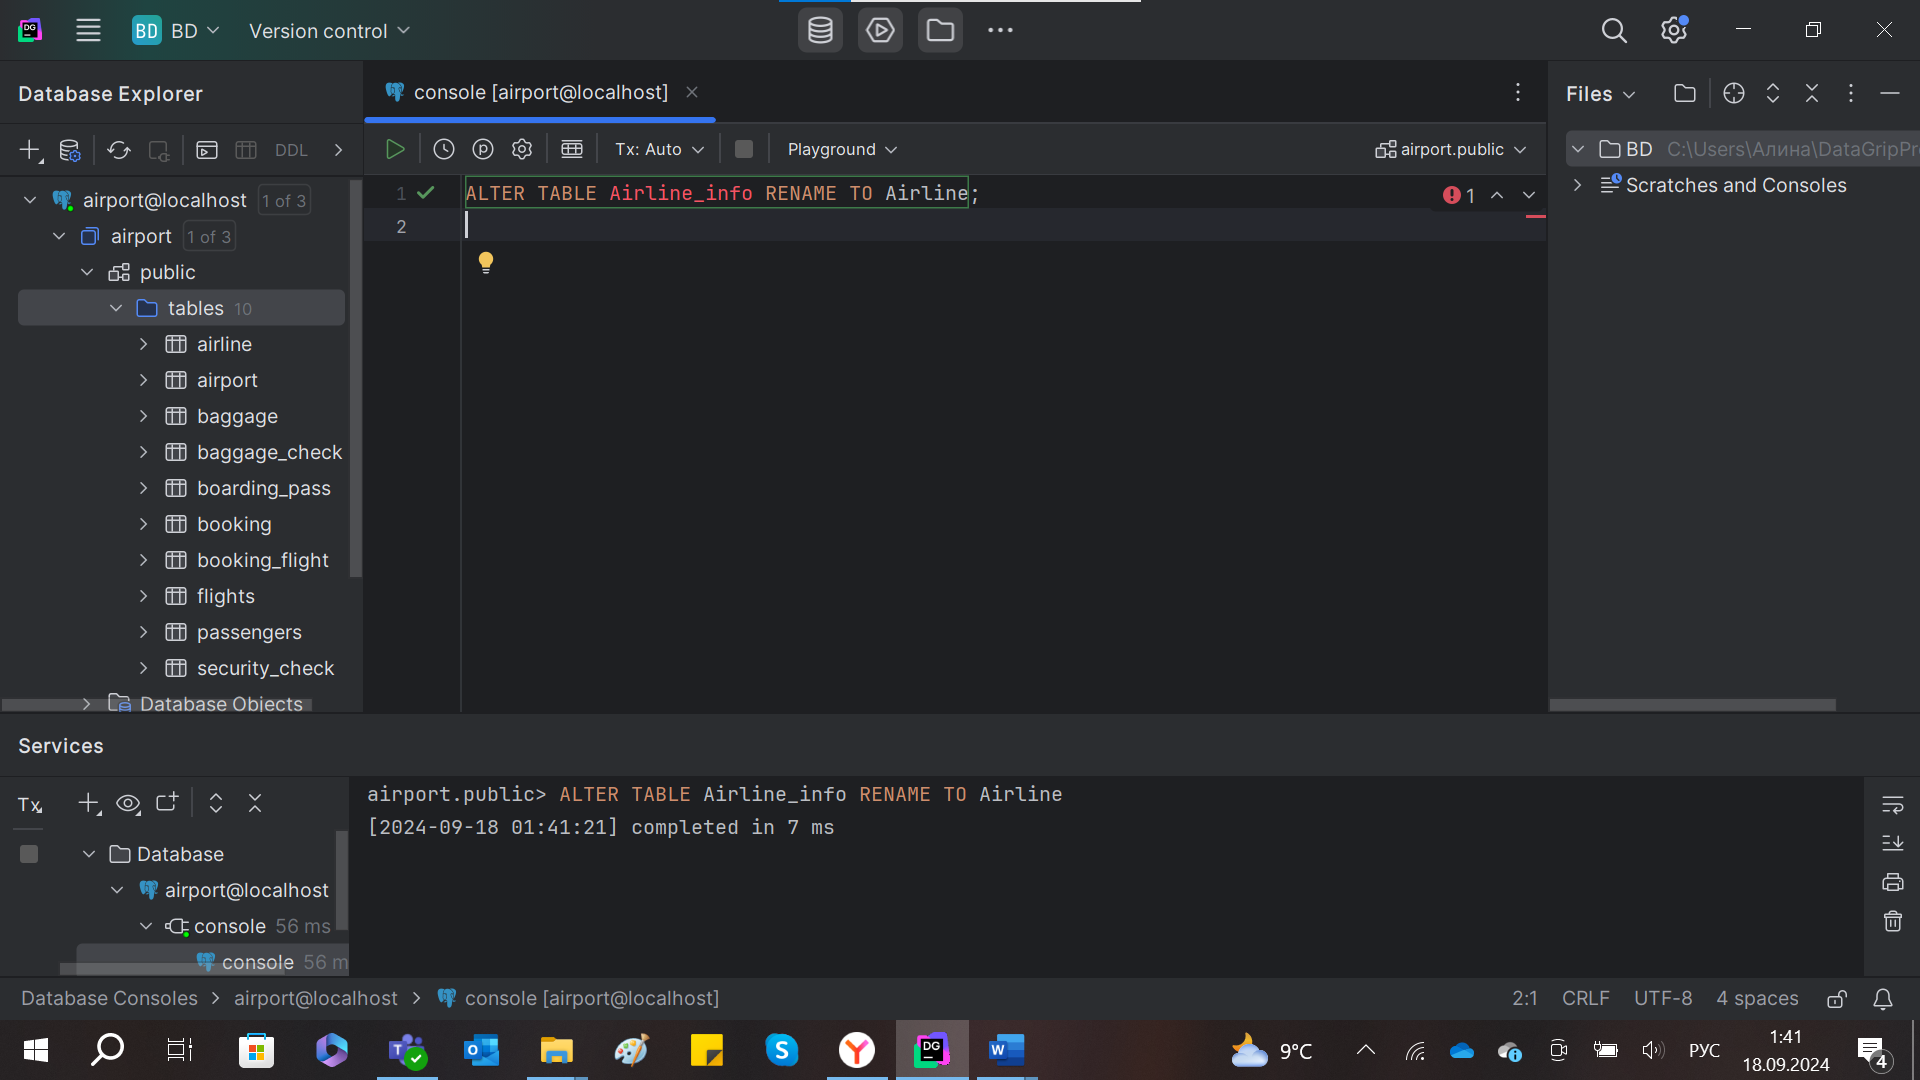 DG
BD BD
Version control
Database Explorer
DDL
airport@localhost 1 of 3
airport 1 of 3
public
tables 10
airline
airport
baggage
baggage_check
boarding_pass
booking
booking_flight
flights
passengers
security_check
Database Objects
console [airport@localhost]
Tx: Auto
Playground
airport.public
1 ALTER TABLE Airline_info RENAME TO Airline;
2
1
Files
BD C:\Users\Алина\DataGripPr
Scratches and Consoles
Services
Tx
Database
airport@localhost
console 56 ms
console 56 m
airport.public> ALTER TABLE Airline_info RENAME TO Airline
[2024-09-18 01:41:21] completed in 7 ms
Database Consoles > airport@localhost > console [airport@localhost]
2:1 CRLF UTF-8 4 spaces
9°C
РУС
1:41
18.09.2024
4